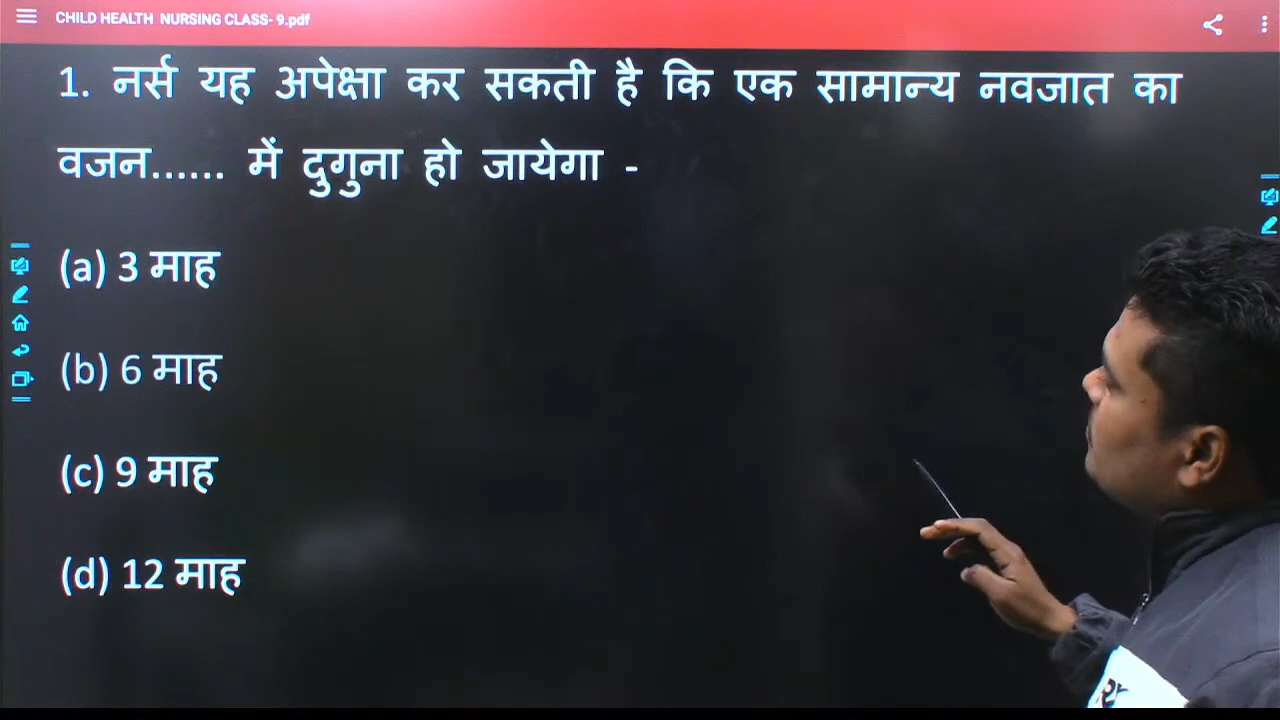 CHILD HEALTH NURSING CLASS- 9.pdf
1. नर्स यह अपेक्षा कर सकती है कि एक सामान्य नवजात का
वजन...... में दुगुना हो जायेगा -
(a) 3 माह
(b) 6 माह
(c) 9 माह
(d) 12 माह